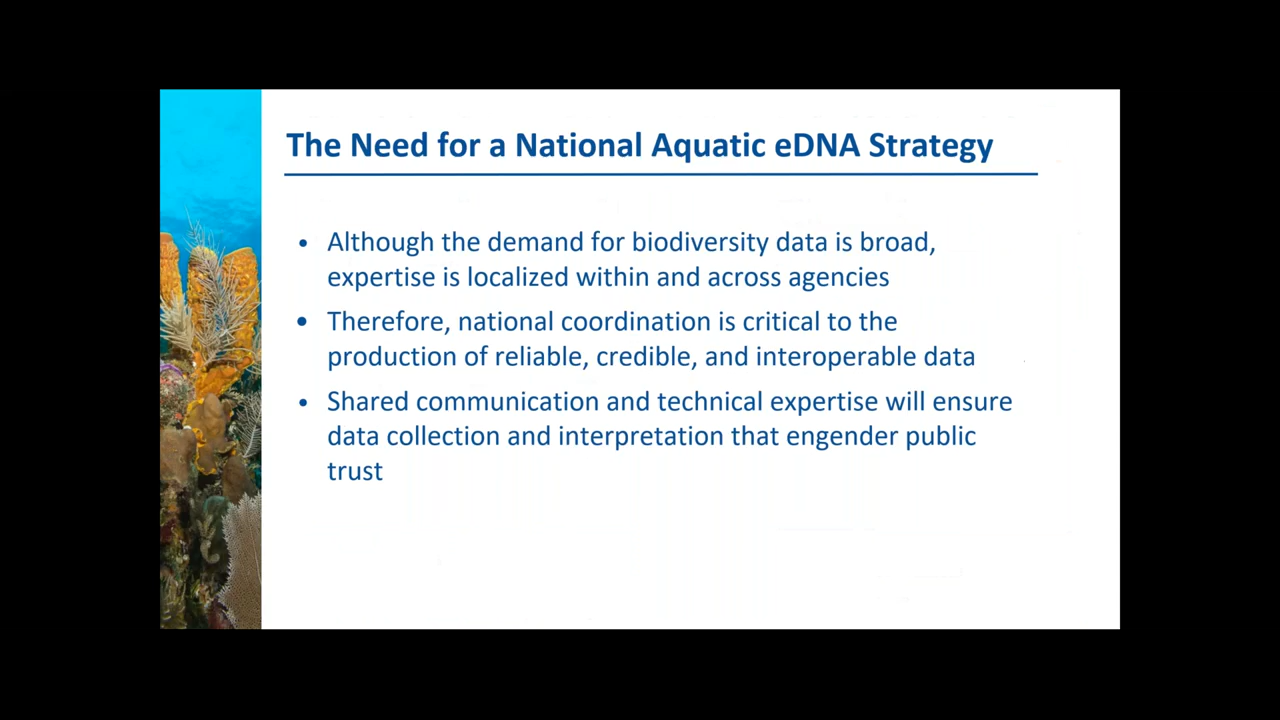 The Need for a National Aquatic eDNA Strategy
• Although the demand for biodiversity data is broad,
expertise is localized within and across agencies
• Therefore, national coordination is critical to the
production of reliable, credible, and interoperable data
• Shared communication and technical expertise will ensure
data collection and interpretation that engender public
trust